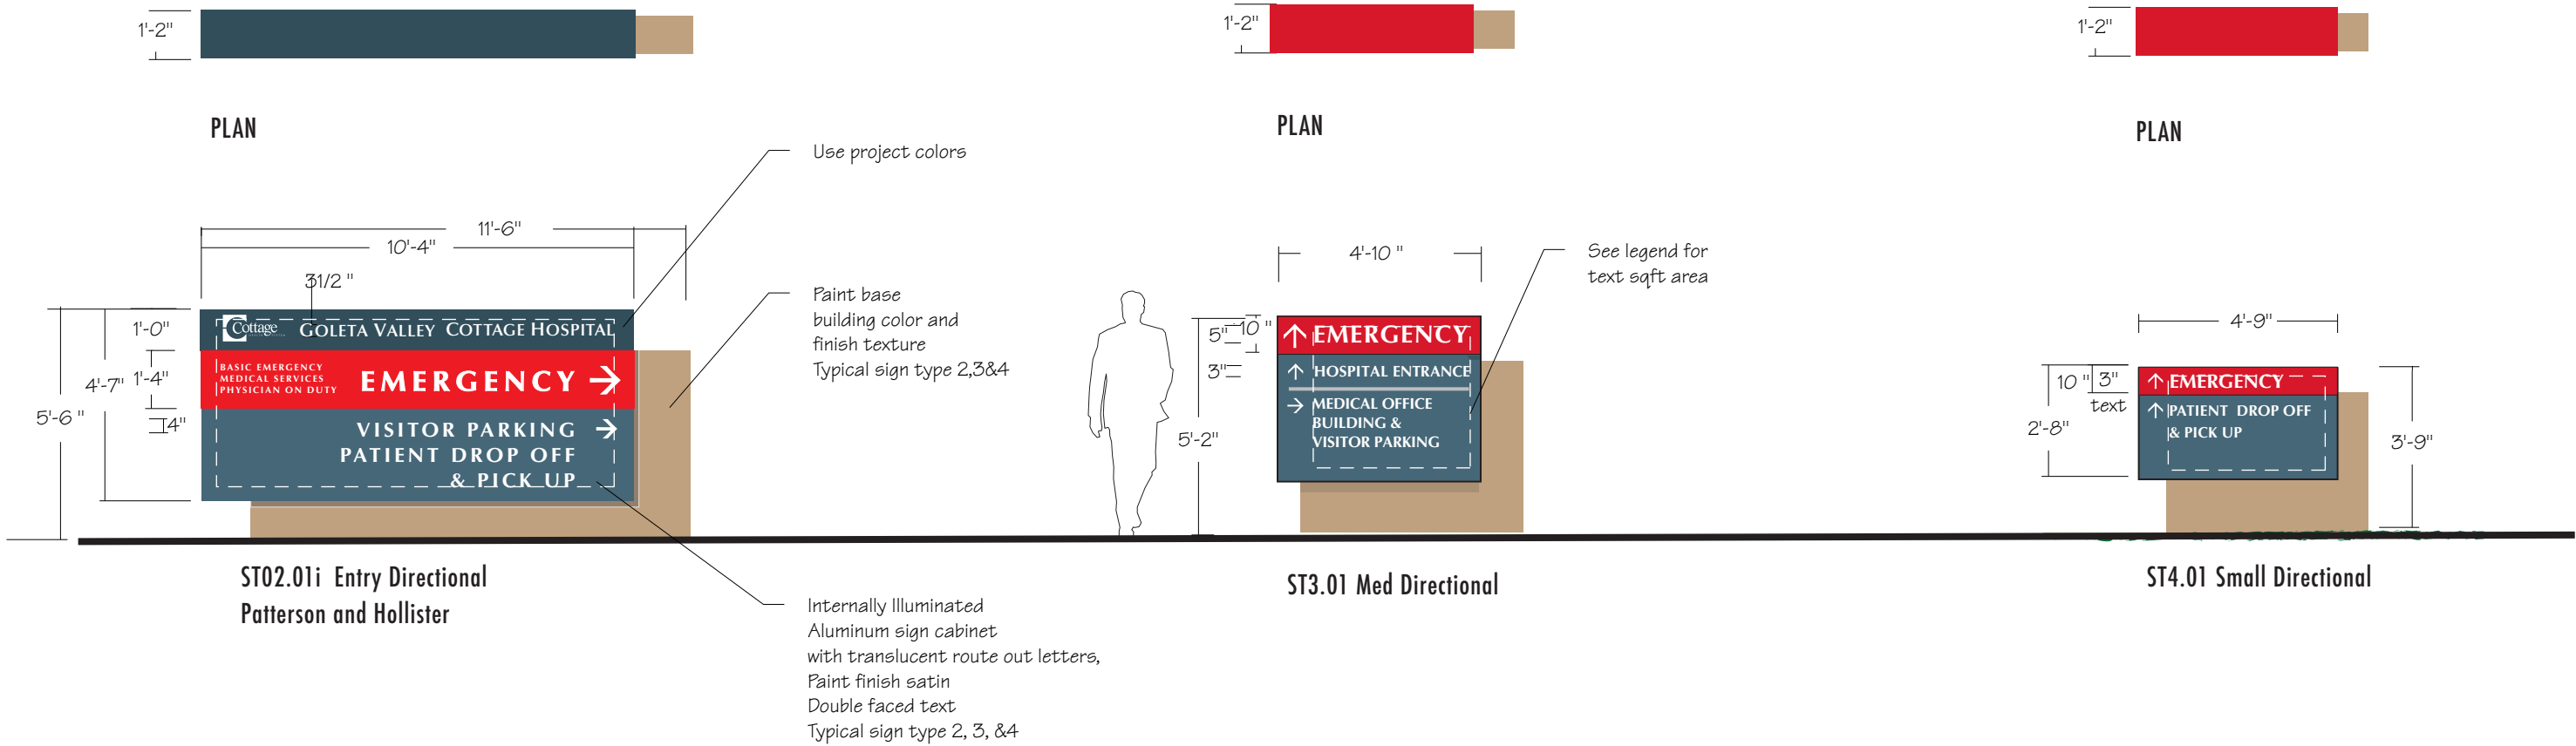 1'-2"
PLAN
11'-6"
10'-4"
31/2 "
5'-6 "
4'-7"
1'-0"
1'-4"
4"
Cottage
GOLETA VALLEY COTTAGE HOSPITAL
BASIC EMERGENCY
MEDICAL SERVICES
PHYSICIAN ON DUTY
EMERGENCY
VISITOR PARKING
PATIENT DROP OFF
& PICK UP
ST02.01i Entry Directional
Patterson and Hollister
Use project colors
Paint base
building color and
finish texture
Typical sign type 2,3&4
Internally Illuminated
Aluminum sign cabinet
with translucent route out letters,
Paint finish satin
Double faced text
Typical sign type 2, 3, &4
1'-2"
PLAN
4'-10 "
5'-2"
5"
10 "
3"
EMERGENCY
HOSPITAL ENTRANCE
MEDICAL OFFICE
BUILDING &
VISITOR PARKING
See legend for
text sqft area
ST3.01 Med Directional
1'-2"
PLAN
4'-9"
10 "
3"
text
2'-8"
3'-9"
EMERGENCY
PATIENT DROP OFF
& PICK UP
ST4.01 Small Directional